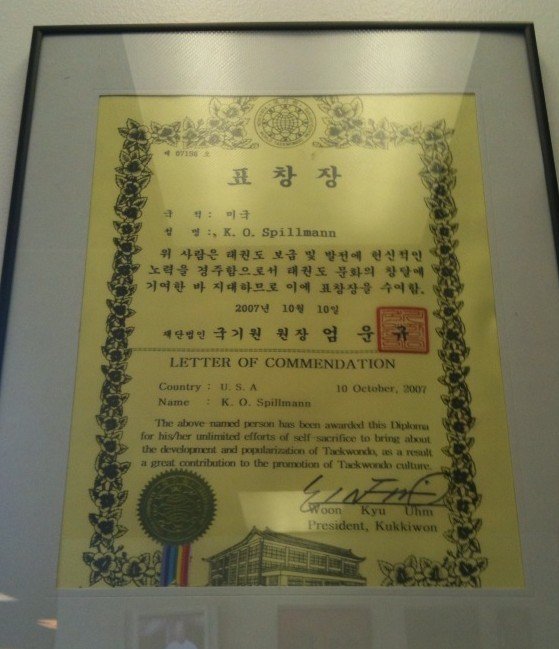 제 07156 호
표 창 장
국 적 : 미국
성 명 : , K. O. Spillmann
위 사람은 태권도 보급 및 발전에 헌신적인
노력을 경주함으로서 태권도 문화의 창달에
기여한 바 지대하므로 이에 표창장을 수여함.
2007년 10월 10일
재단법인 국기원 원장 엄 운 규
LETTER OF COMMENDATION
Country : U. S. A 10 October, 2007
Name : K. O. Spillmann
The above named person has been awarded this Diploma
for his/her unlimited efforts of self sacrifice to bring about
the development and popularization of Taekwondo, as a result
a great contribution to the promotion of Taekwondo culture.
Woon Kyu Uhm
President, Kukkiwon